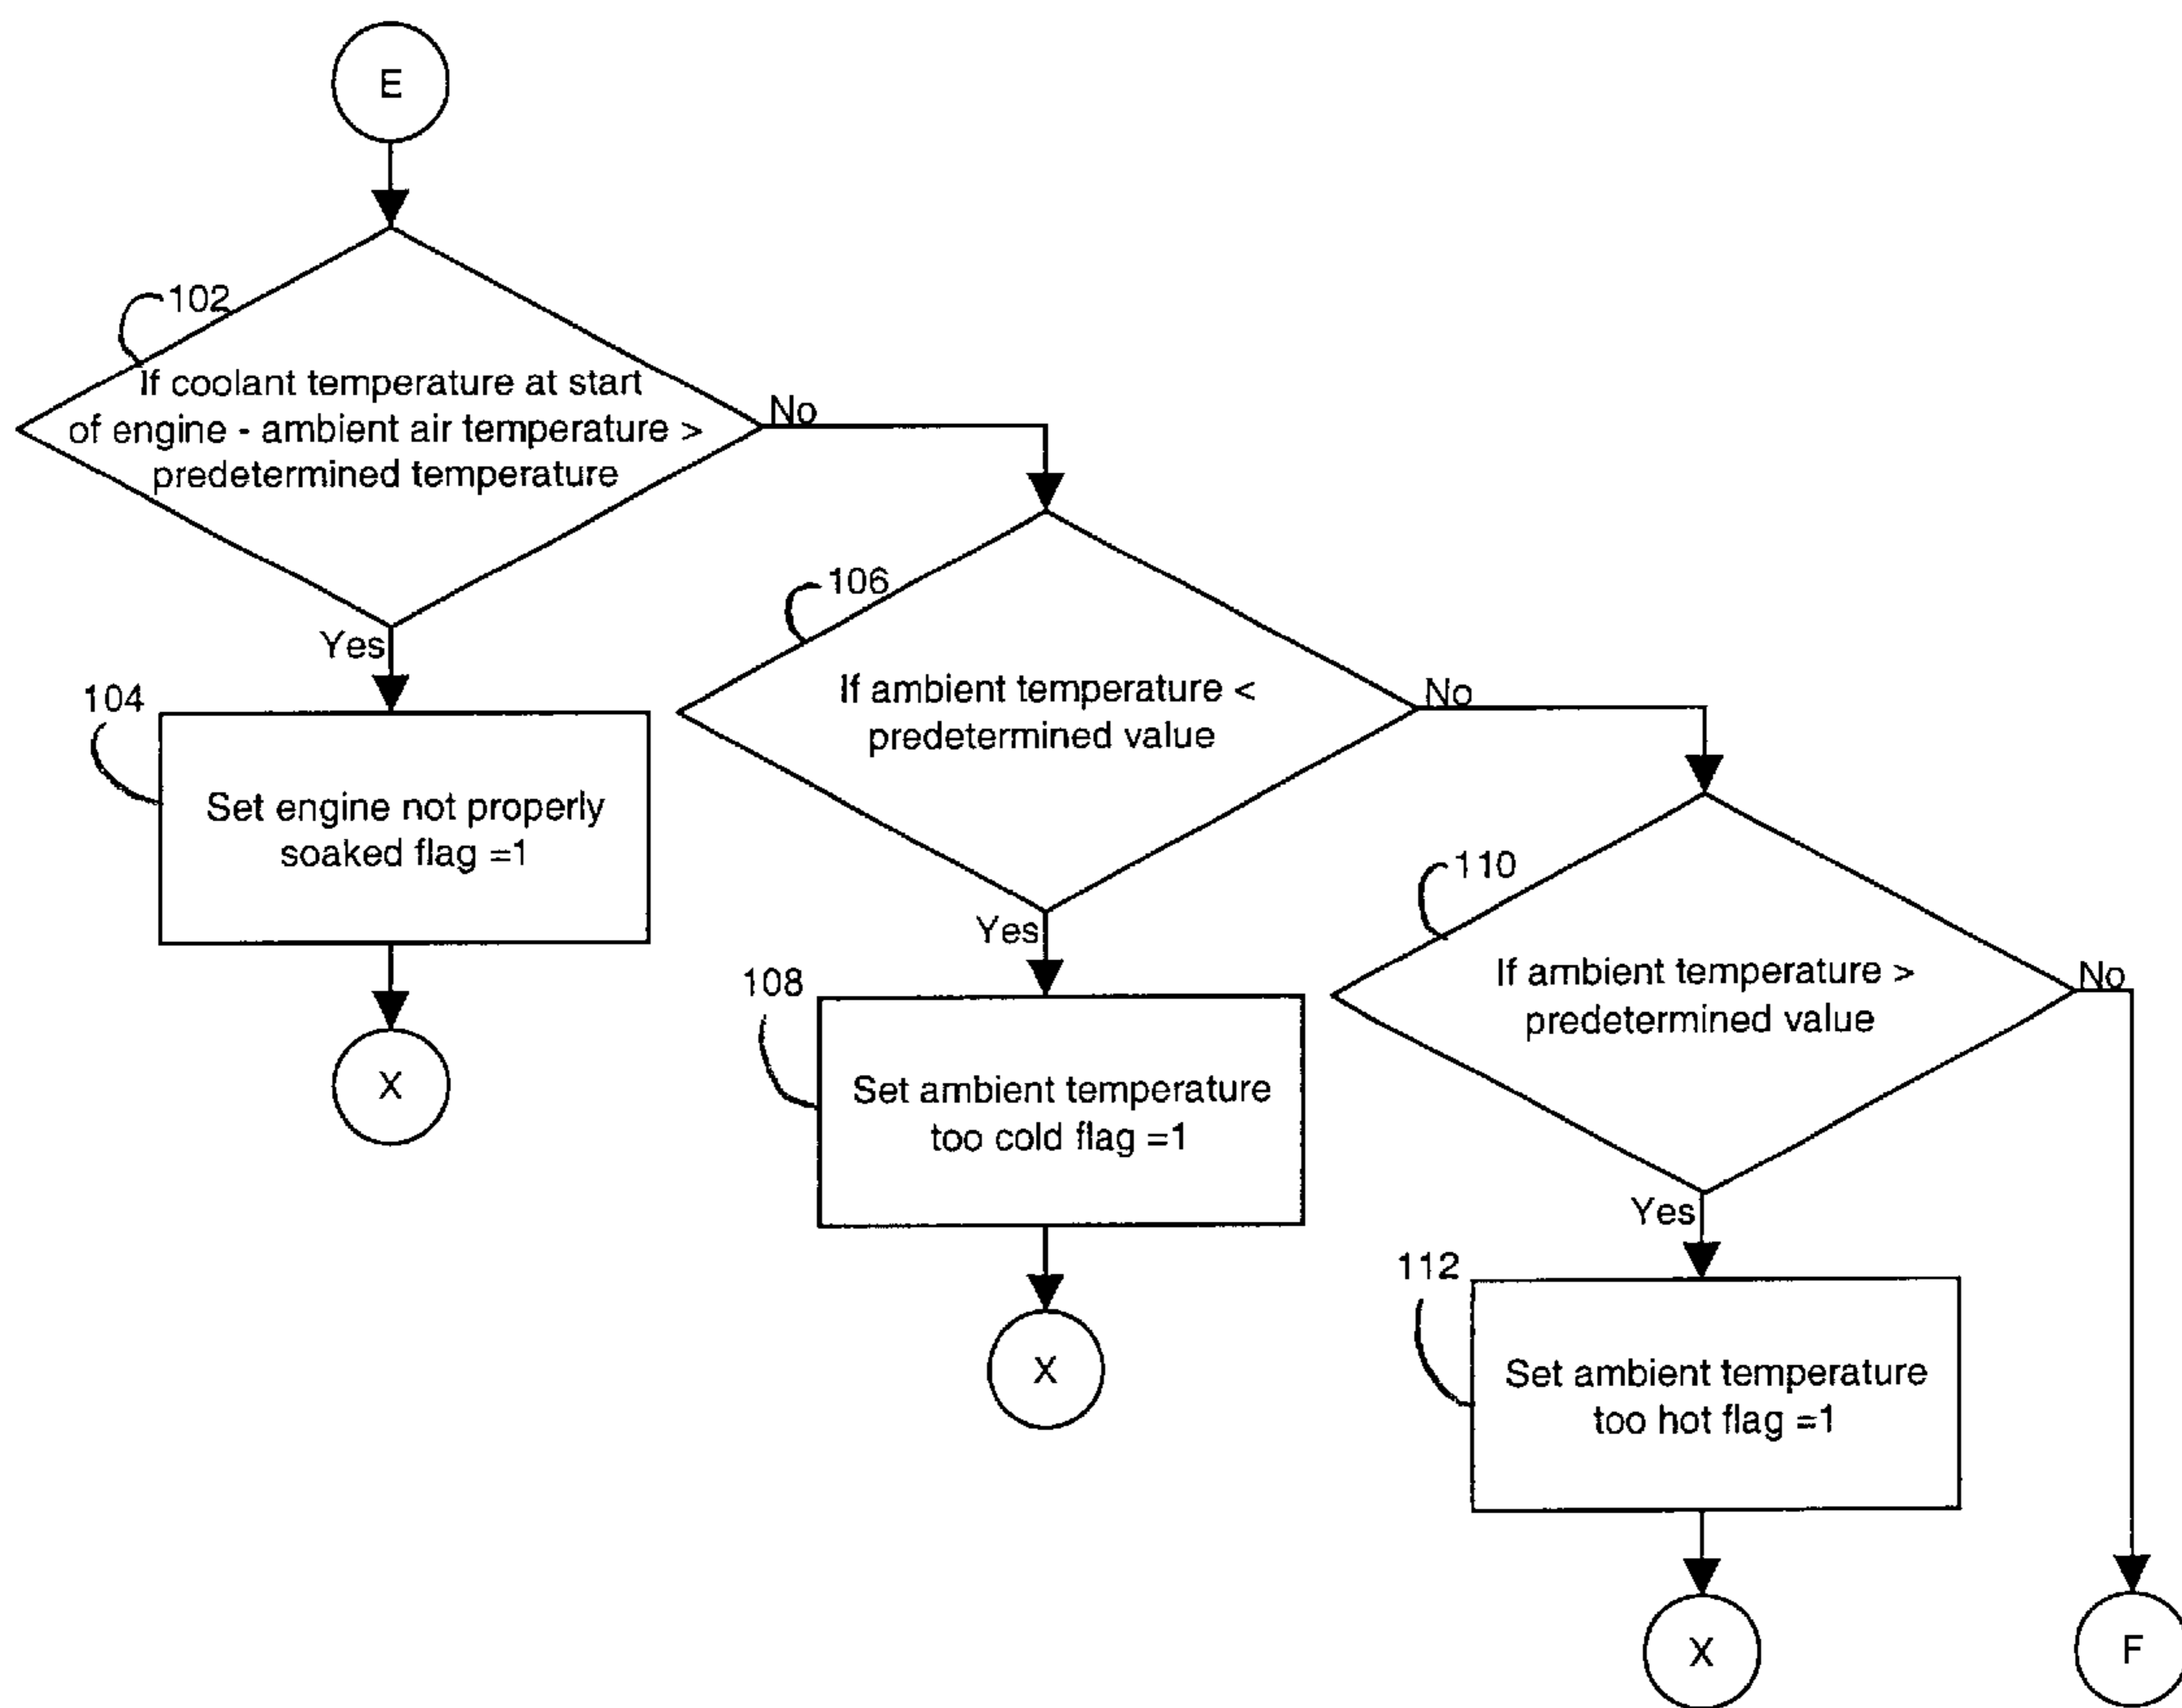 E
102
If coolant temperature at start
of engine - ambient air temperature >
predetermined temperature
No
Yes
104
Set engine not properly
soaked flag =1
X
106
If ambient temperature <
predetermined value
No
Yes
108
Set ambient temperature
too cold flag =1
X
110
If ambient temperature >
predetermined value
No
Yes
112
Set ambient temperature
too hot flag =1
X
F